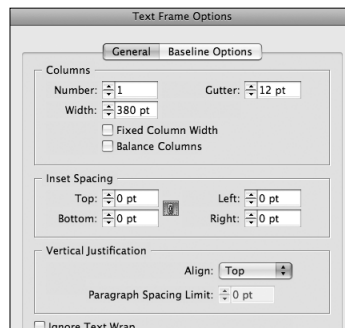 Text Frame Options
General Baseline Options
Columns
Number: 1 Gutter: 12 pt
Width: 380 pt
Fixed Column Width
Balance Columns
Inset Spacing
Top: 0 pt Left: 0 pt
Bottom: 0 pt Right: 0 pt
Vertical Justification
Align: Top
Paragraph Spacing Limit: 0 pt
Ignore Text Wrap